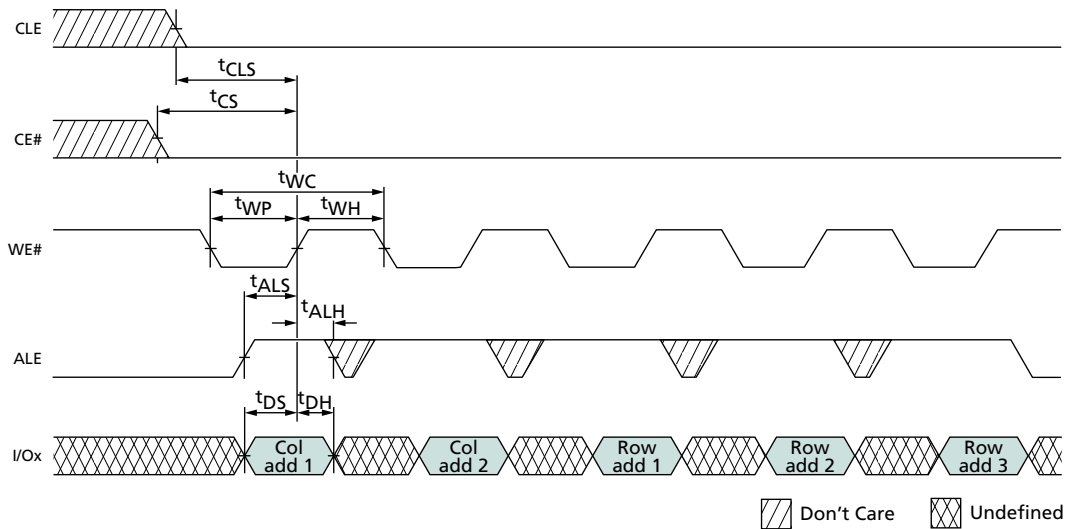 CLE
tCLS
tCS
CE#
tWC
tWP
tWH
WE#
tALS
tALH
ALE
tDS
tDH
I/Ox
Col
add 1
Col
add 2
Row
add 1
Row
add 2
Row
add 3
Don't Care
Undefined